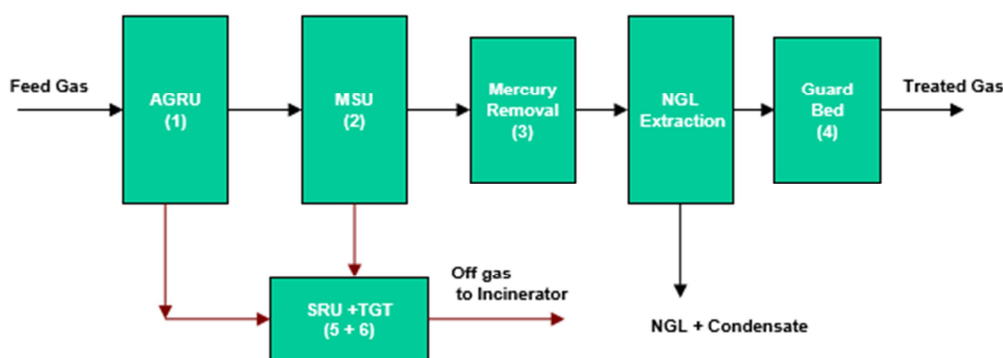 Feed Gas
AGRU
(1)
MSU
(2)
Mercury
Removal
(3)
NGL
Extraction
Guard
Bed
(4)
Treated Gas
SRU +TGT
(5 + 6)
Off gas
to Incinerator
NGL + Condensate